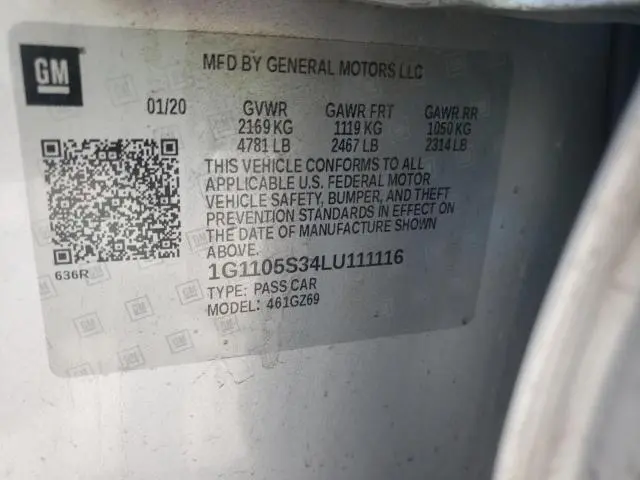 GM
MFD BY GENERAL MOTORS LLC
01/20 GVWR GAWR FRT GAWR RR
2169 KG 1119 KG 1050 KG
4781 LB 2467 LB 2314 LB
THIS VEHICLE CONFORMS TO ALL
APPLICABLE U.S. FEDERAL MOTOR
VEHICLE SAFETY, BUMPER, AND THEFT
PREVENTION STANDARDS IN EFFECT ON
THE DATE OF MANUFACTURE SHOWN
ABOVE.
636R
1G1105S34LU111116
TYPE: PASS CAR
MODEL: 461GZ69